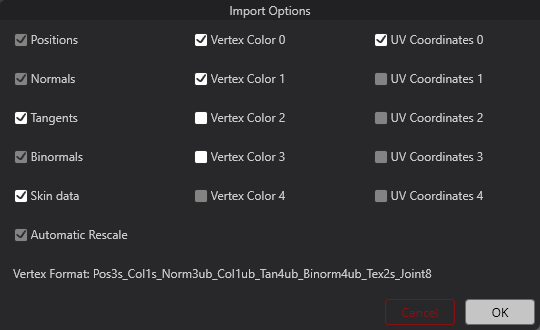 Import Options
Positions Vertex Color 0 UV Coordinates 0
Normals Vertex Color 1 UV Coordinates 1
Tangents Vertex Color 2 UV Coordinates 2
Binormals Vertex Color 3 UV Coordinates 3
Skin data Vertex Color 4 UV Coordinates 4
Automatic Rescale
Vertex Format: Pos3s_Col1s_Norm3ub_Col1ub_Tan4ub_Binorm4ub_Tex2s_Joint8
Cancel OK